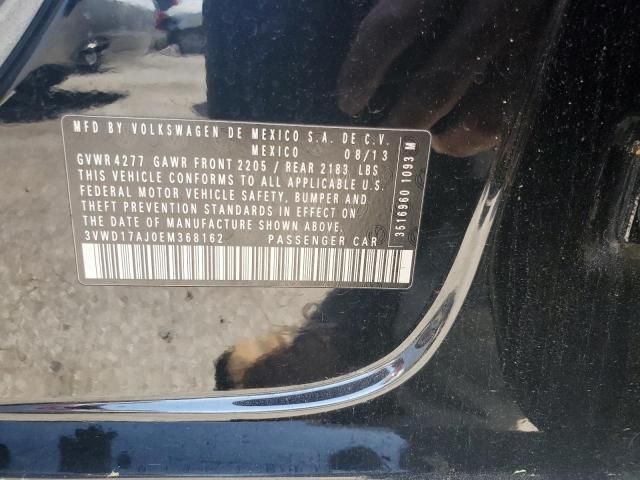 MFD BY VOLKSWAGEN DE MEXICO S.A. DE C.V.
MEXICO 08/13
GVWR 4277 GAWR FRONT 2205 / REAR 2183 LBS
THIS VEHICLE CONFORMS TO ALL APPLICABLE U.S.
FEDERAL MOTOR VEHICLE SAFETY, BUMPER AND
THEFT PREVENTION STANDARDS IN EFFECT ON
THE DATE OF MANUFACTURE SHOWN ABOVE.
3VWD17AJ0EM368162 PASSENGER CAR
3516960 1093 M